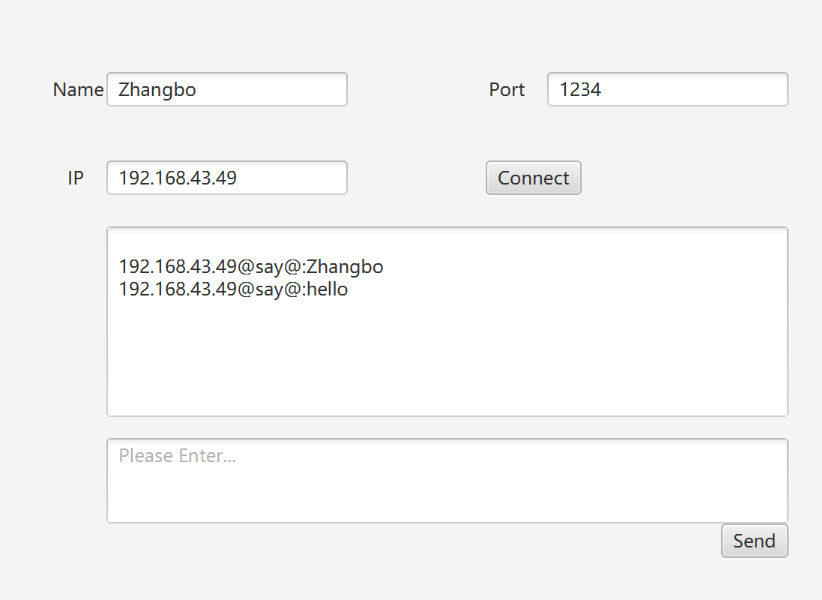 Name Zhangbo Port 1234
IP 192.168.43.49 Connect
192.168.43.49@say@:Zhangbo
192.168.43.49@say@:hello
Please Enter...
Send